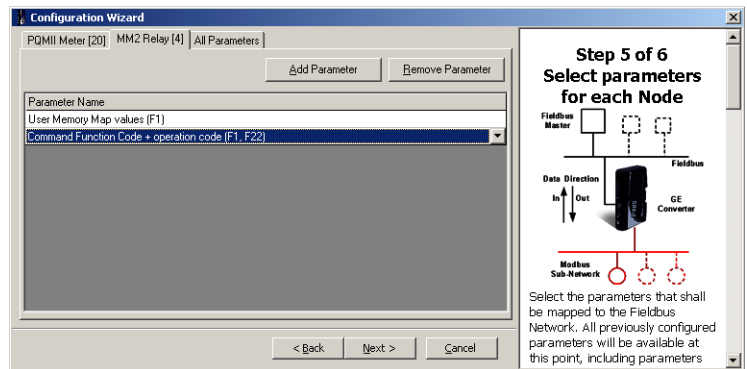 Configuration Wizard
PQMII Meter [20] MM2 Relay [4] All Parameters
Add Parameter Remove Parameter
Parameter Name
User Memory Map values (F1)
Command Function Code + operation code (F1, F22)
< Back Next > Cancel
Step 5 of 6
Select parameters
for each Node
Fieldbus
Master
Fieldbus
Data Direction
In Out
GE
Converter
Modbus
Sub-Network
Select the parameters that shall
be mapped to the Fieldbus
Network. All previously configured
parameters will be available at
this point, including parameters